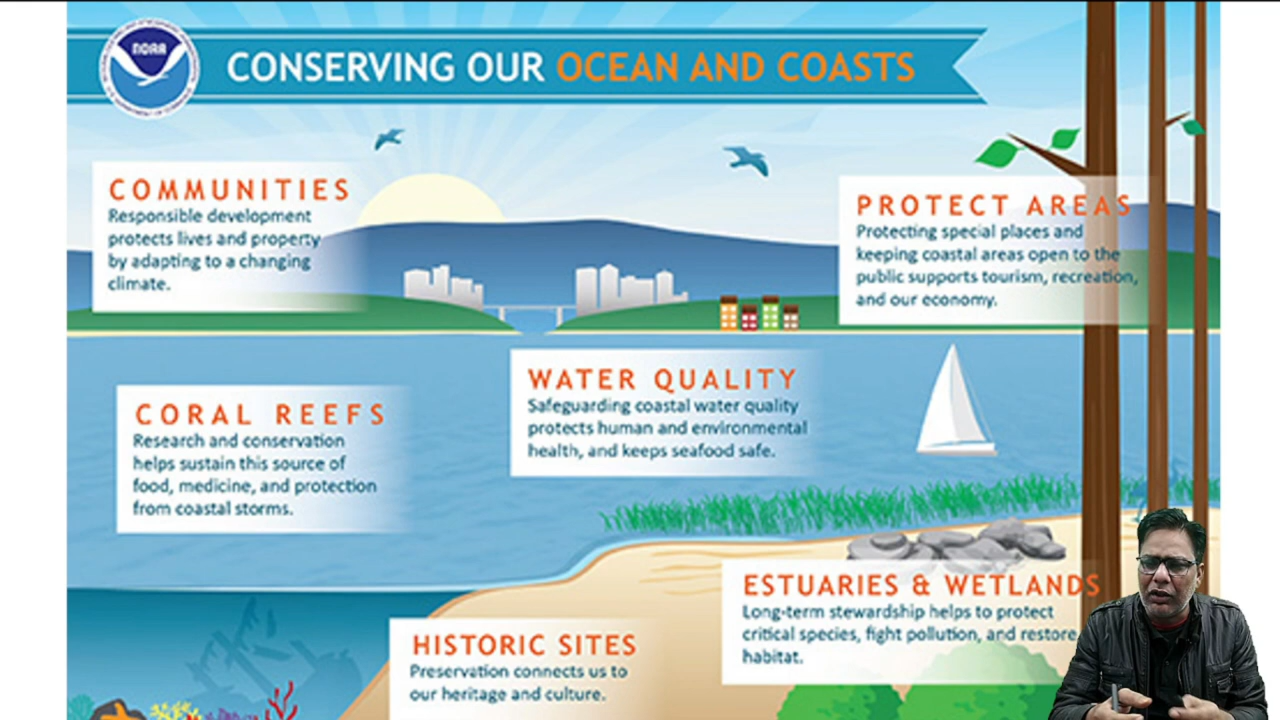 NOAA
CONSERVING OUR OCEAN AND COASTS
COMMUNITIES
Responsible development
protects lives and property
by adapting to a changing
climate.
PROTECT AREAS
Protecting special places and
keeping coastal areas open to the
public supports tourism, recreation,
and our economy.
WATER QUALITY
Safeguarding coastal water quality
protects human and environmental
health, and keeps seafood safe.
CORAL REEFS
Research and conservation
helps sustain this source of
food, medicine, and protection
from coastal storms.
ESTUARIES & WETLANDS
Long-term stewardship helps to protect
critical species, fight pollution, and restore
habitat.
HISTORIC SITES
Preservation connects us to
our heritage and culture.